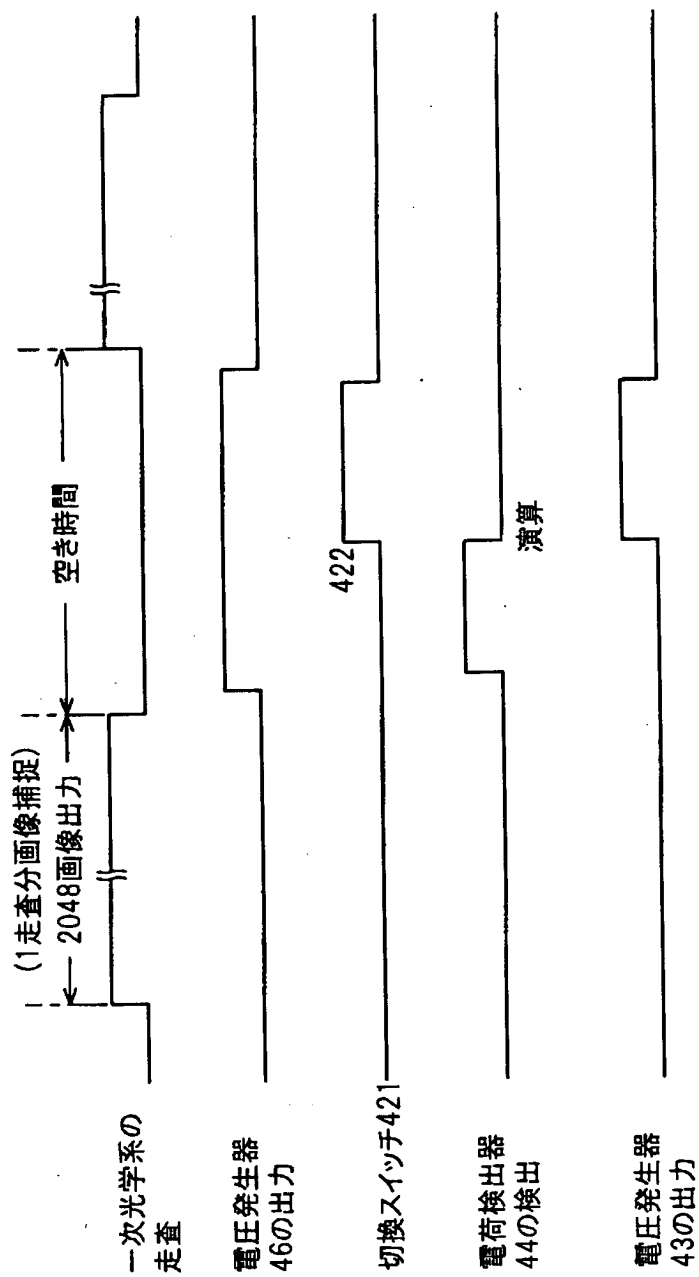 (1走査分画像捕捉)
2048画像出力
空き時間
一次光学系の
走査
電圧発生器
46の出力
切換スイッチ421
422
電荷検出器
44の検出
演算
電圧発生器
43の出力